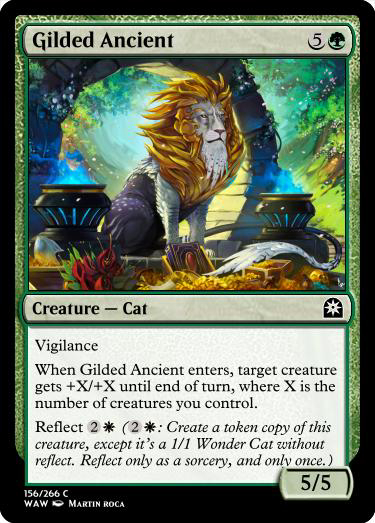 Gilded Ancient 5
Creature — Cat
Vigilance
When Gilded Ancient enters, target creature
gets +X/+X until end of turn, where X is the
number of creatures you control.
Reflect 2 ( 2 : Create a token copy of this
creature, except it's a 1/1 Wonder Cat without
reflect. Reflect only as a sorcery, and only once.)
5/5
156/266 C
WAW Martin Roca